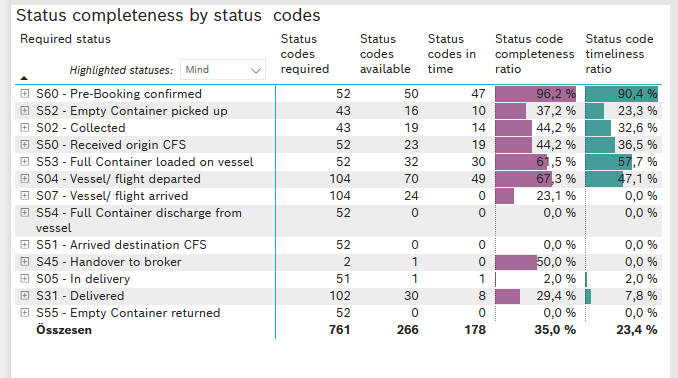 Status completeness by status codes
Required status Status codes required Status codes available Status codes in time Status code completeness ratio Status code timeliness ratio
Highlighted statuses: Mind
S60 - Pre-Booking confirmed 52 50 47 96,2 % 90,4 %
S52 - Empty Container picked up 43 16 10 37,2 % 23,3 %
S02 - Collected 43 19 14 44,2 % 32,6 %
S50 - Received origin CFS 52 23 19 44,2 % 36,5 %
S53 - Full Container loaded on vessel 52 32 30 61,5 % 57,7 %
S04 - Vessel/ flight departed 104 70 49 67,3 % 47,1 %
S07 - Vessel/ flight arrived 104 24 0 23,1 % 0,0 %
S54 - Full Container discharge from 52 0 0 0,0 % 0,0 %
vessel
S51 - Arrived destination CFS 52 0 0 0,0 % 0,0 %
S45 - Handover to broker 2 1 0 50,0 % 0,0 %
S05 - In delivery 51 1 1 2,0 % 2,0 %
S31 - Delivered 102 30 8 29,4 % 7,8 %
S55 - Empty Container returned 52 0 0 0,0 % 0,0 %
Összesen 761 266 178 35,0 % 23,4 %